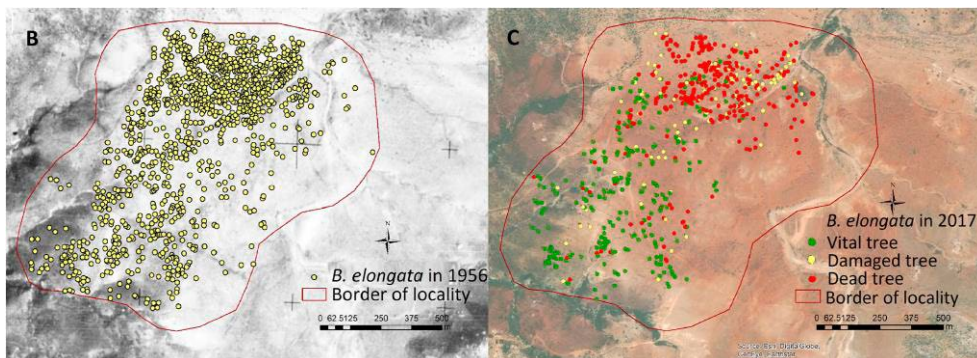 B
N
B. elongata in 1956
Border of locality
0 62.5125 250 375 500
m
C
N
B. elongata in 2017
Vital tree
Damaged tree
Dead tree
Border of locality
0 62.5125 250 375 500
m